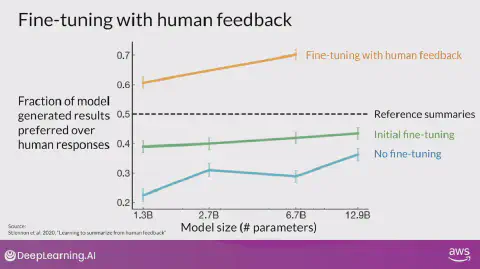 Fine-tuning with human feedback
0.7
Fine-tuning with human feedback
0.6
Fraction of model
generated results
preferred over
human responses
0.5
Reference summaries
0.4
Initial fine-tuning
0.3
No fine-tuning
0.2
1.3B
2.7B
6.7B
12.9B
Model size (# parameters)
Source:
Stiennon et al. 2020, "Learning to summarize from human feedback"
DeepLearning.AI
aws